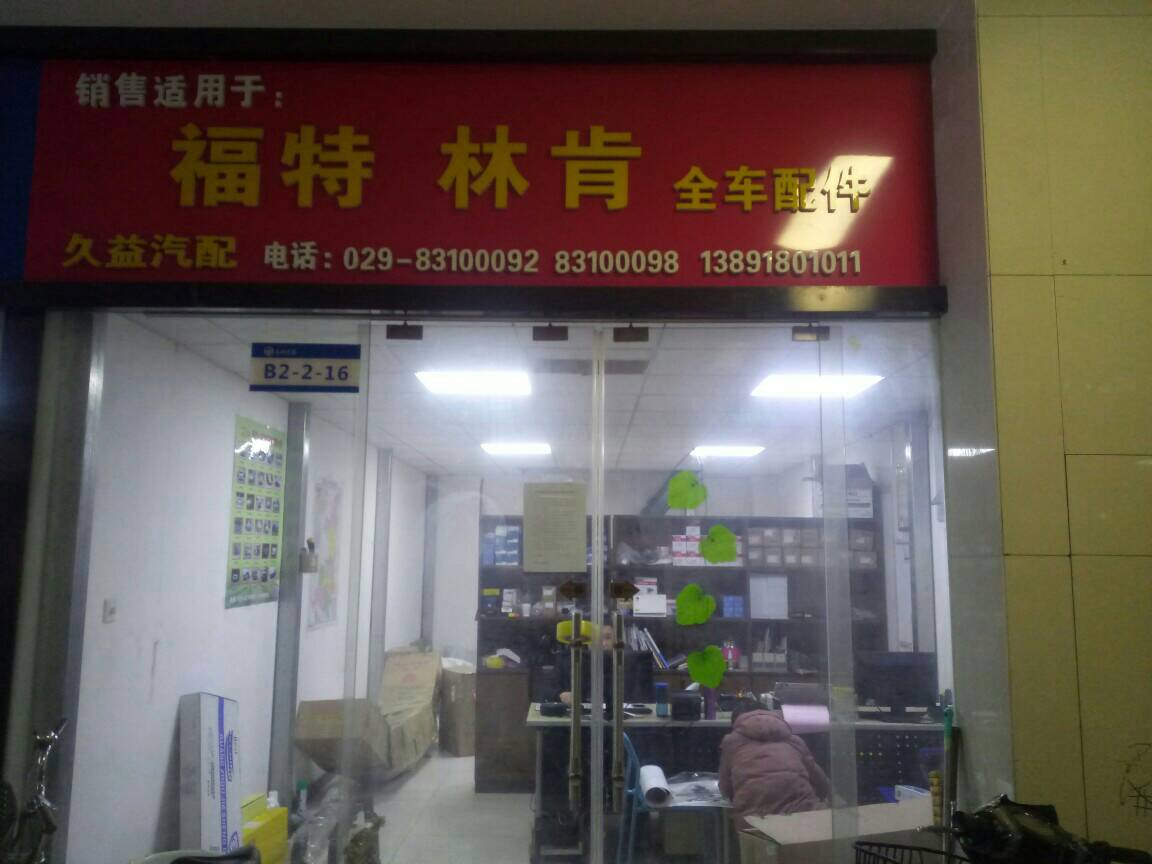 销售适用于：
福特 林肯 全车配件
久益汽配 电话：029-83100092 83100098 13891801011
B2-2-16